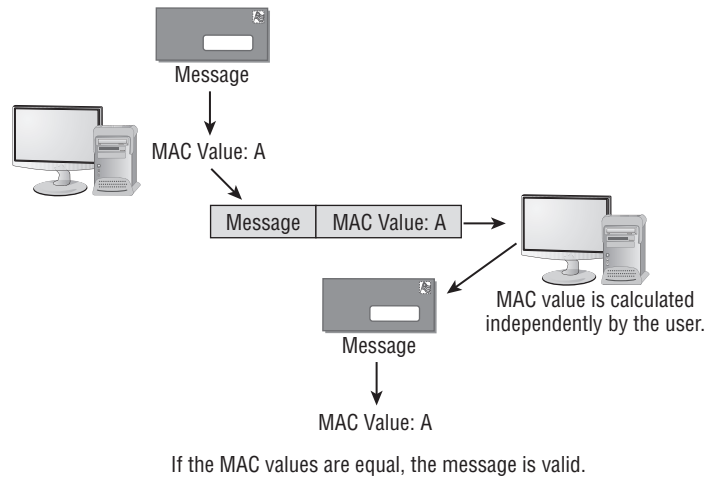 Message
MAC Value: A
Message MAC Value: A
MAC value is calculated
independently by the user.
Message
MAC Value: A
If the MAC values are equal, the message is valid.